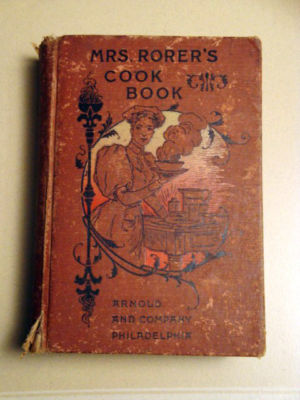 MRS. RORER'S
COOK
BOOK
ARNOLD
AND COMPANY
PHILADELPHIA